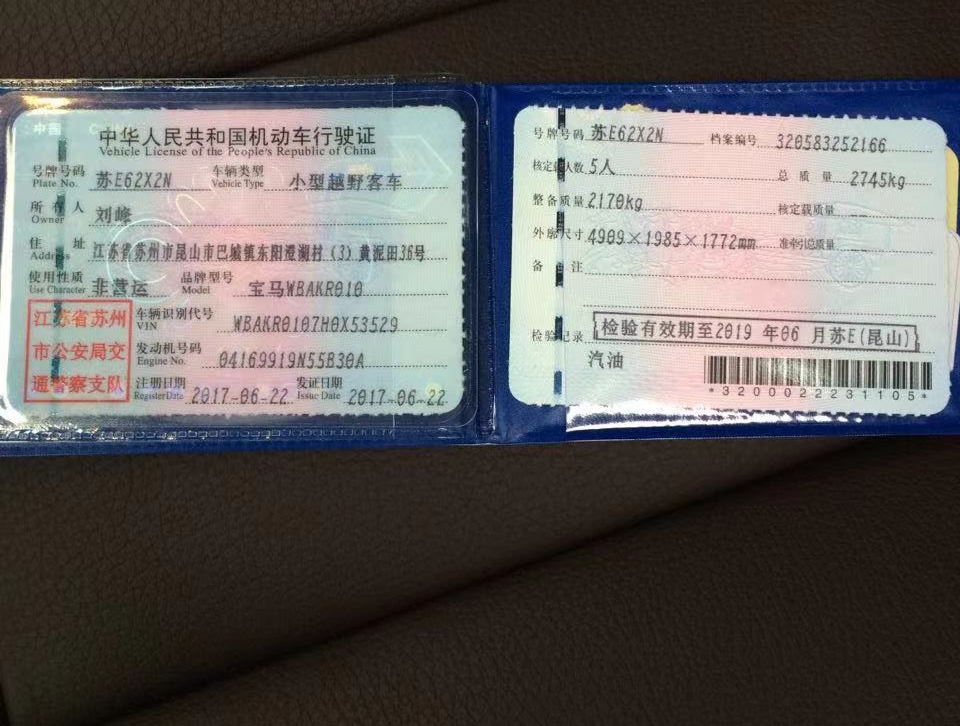 中国
中华人民共和国机动车行驶证
Vehicle License of the People's Republic of China
号牌号码 苏E62X2N 车辆类型 小型越野客车
Plate No. Vehicle Type
所有人 刘峰
Owner
住址 江苏省苏州市昆山市巴城镇东阳澄湖村(3)黄泥田36号
Address
使用性质 非营运 品牌型号 宝马WBAKR010
Use Character Model
江苏省苏州
市公安局交
通警察支队
车辆识别代号 WBAKR0107H0X53529
VIN
发动机号码 04169919N55B30A
Engine No.
注册日期 2017-06-22 发证日期 2017-06-22
Register Date Issue Date
号牌号码 苏E62X2N 档案编号 320583252166
核定载人数 5人 总质量 2745kg
整备质量 2170kg 核定载质量 --
外廓尺寸 4909×1985×1772mm 准牵引总质量 --
备注
检验记录 检验有效期至2019年06月苏E(昆山)
汽油
*3200022231105*